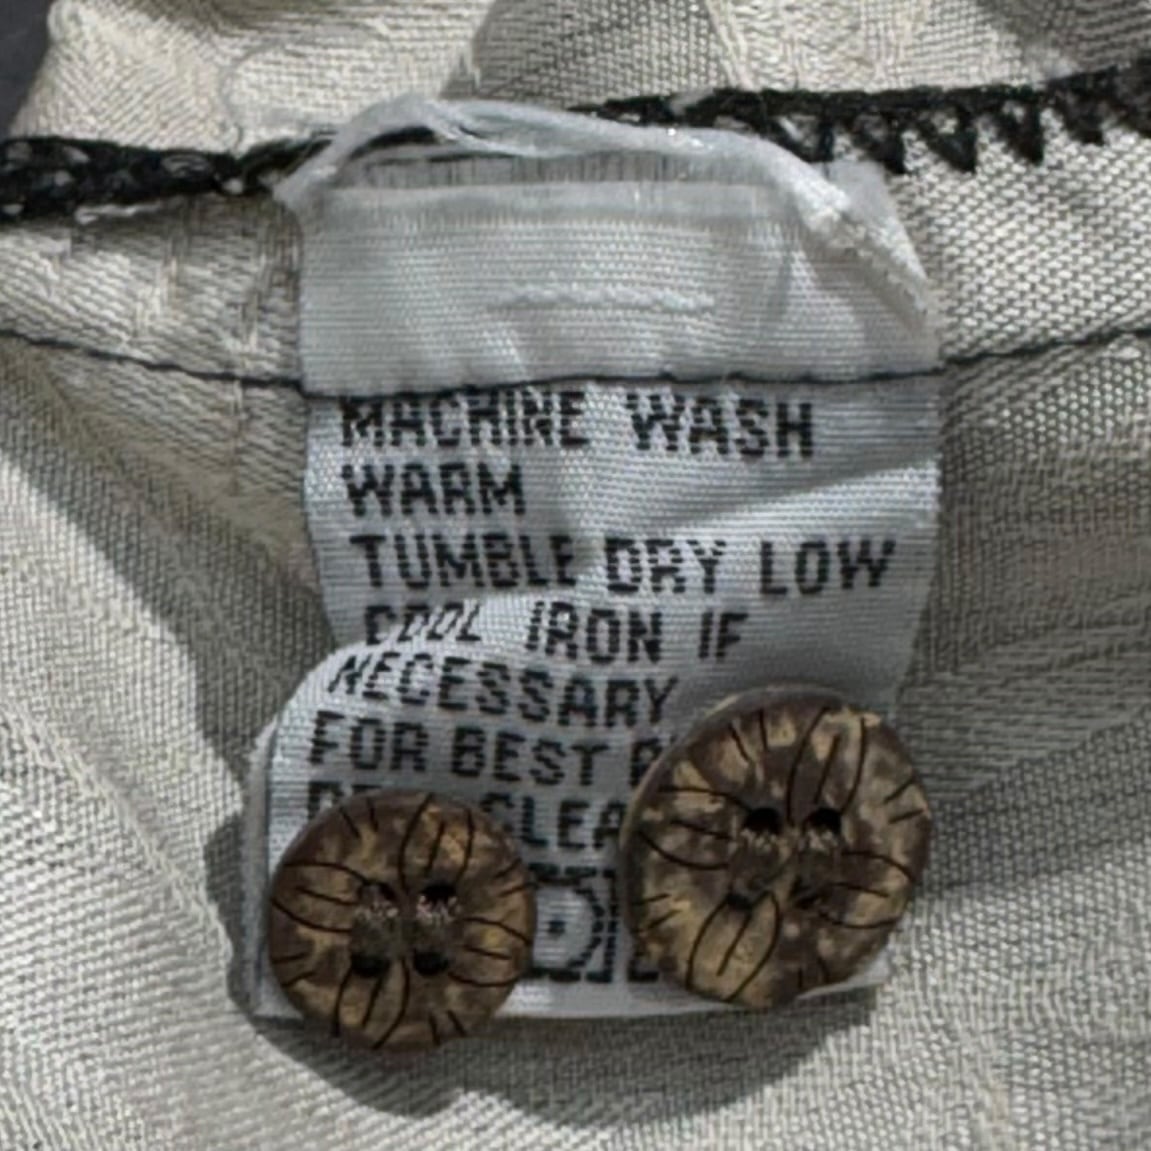 MACHINE WASH
WARM
TUMBLE DRY LOW
COOL IRON IF
NECESSARY
FOR BEST